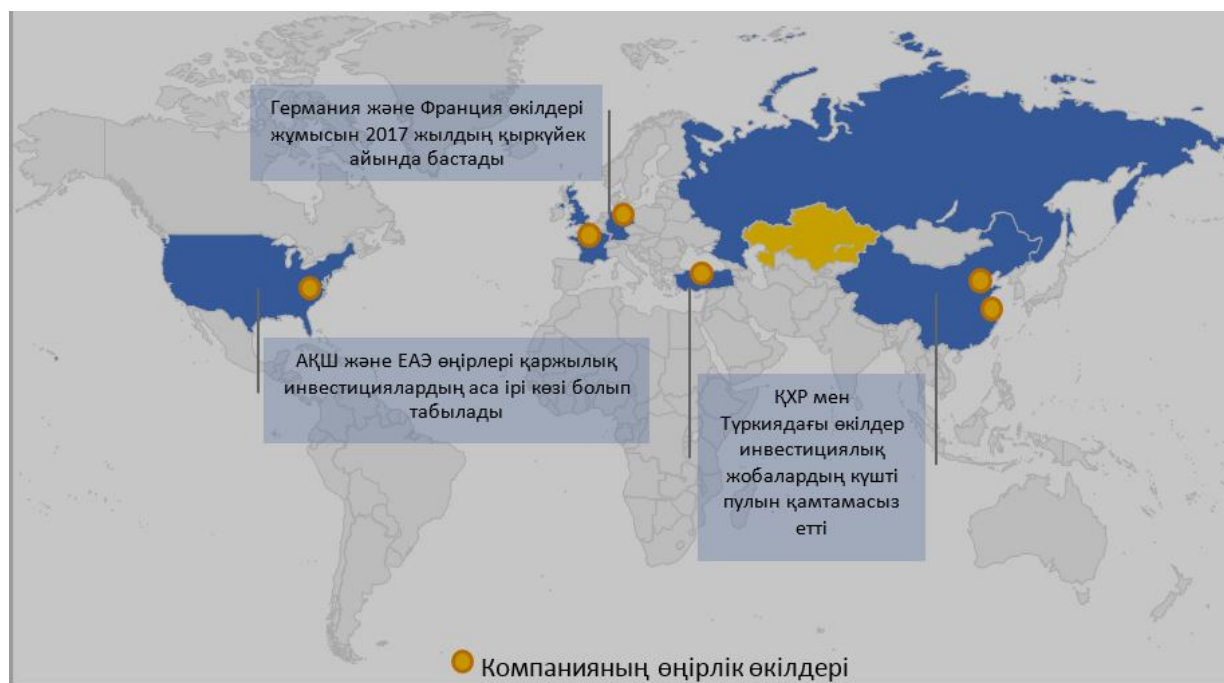 Германия және Франция өкілдері
жұмысын 2017 жылдың қыркүйек
айында бастады
АҚШ және ЕАЭ өңірлері қаржылық
инвестициялардың аса ірі көзі болып
табылады
ҚХР мен
Түркиядағы өкілдер
инвестициялық
жобалардың күшті
пулын қамтамасыз
етті
Компанияның өңірлік өкілдері